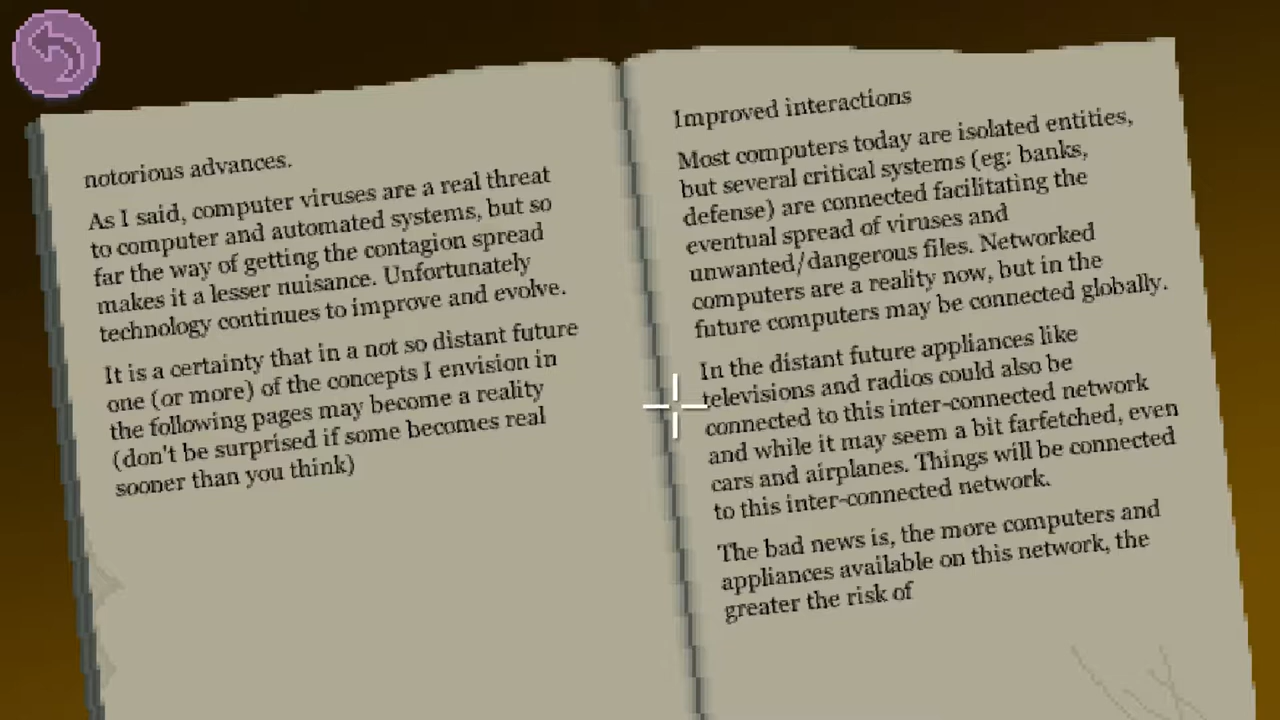 notorious advances.
As I said, computer viruses are a real threat
to computer and automated systems, but so
far the way of getting the contagion spread
makes it a lesser nuisance. Unfortunately
technology continues to improve and evolve.
It is a certainty that in a not so distant future
one (or more) of the concepts I envision in
the following pages may become a reality
(don't be surprised if some becomes real
sooner than you think)
Improved interactions
Most computers today are isolated entities,
but several critical systems (eg: banks,
defense) are connected facilitating the
eventual spread of viruses and
unwanted/dangerous files. Networked
computers are a reality now, but in the
future computers may be connected globally.
In the distant future appliances like
televisions and radios could also be
connected to this inter-connected network
and while it may seem a bit farfetched, even
cars and airplanes. Things will be connected
to this inter-connected network.
The bad news is, the more computers and
appliances available on this network, the
greater the risk of